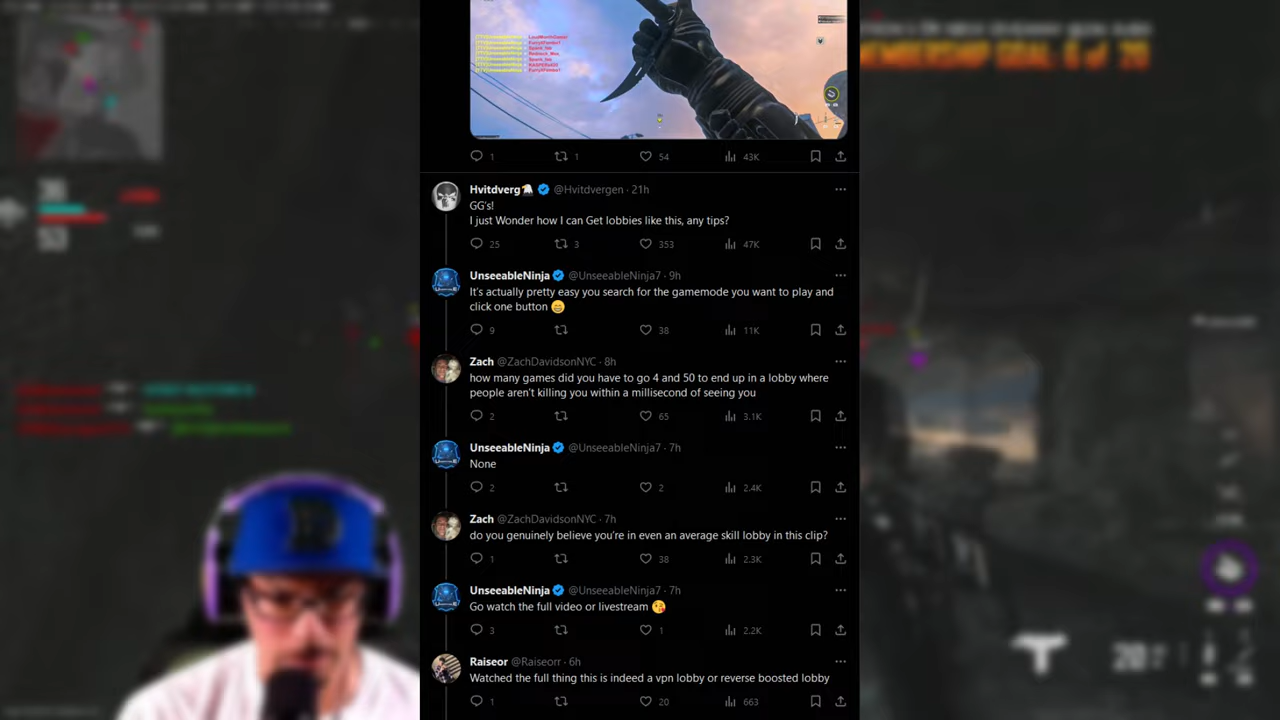 1 1 54 43K
Hvitdverg @Hvitdvergen · 21h
GG's!
I just Wonder how I can Get lobbies like this, any tips?
25 3 353 47K
UnseeableNinja @UnseeableNinja7 · 9h
It's actually pretty easy you search for the gamemode you want to play and
click one button
9 38 11K
Zach @ZachDavidsonNYC · 8h
how many games did you have to go 4 and 50 to end up in a lobby where
people aren't killing you within a millisecond of seeing you
2 65 3.1K
UnseeableNinja @UnseeableNinja7 · 7h
None
2 2 2.4K
Zach @ZachDavidsonNYC · 7h
do you genuinely believe you're in even an average skill lobby in this clip?
1 38 2.3K
UnseeableNinja @UnseeableNinja7 · 7h
Go watch the full video or livestream
3 1 2.2K
Raiseor @Raiseorr · 6h
Watched the full thing this is indeed a vpn lobby or reverse boosted lobby
1 20 663
GOAL: 6 of 20
36
53